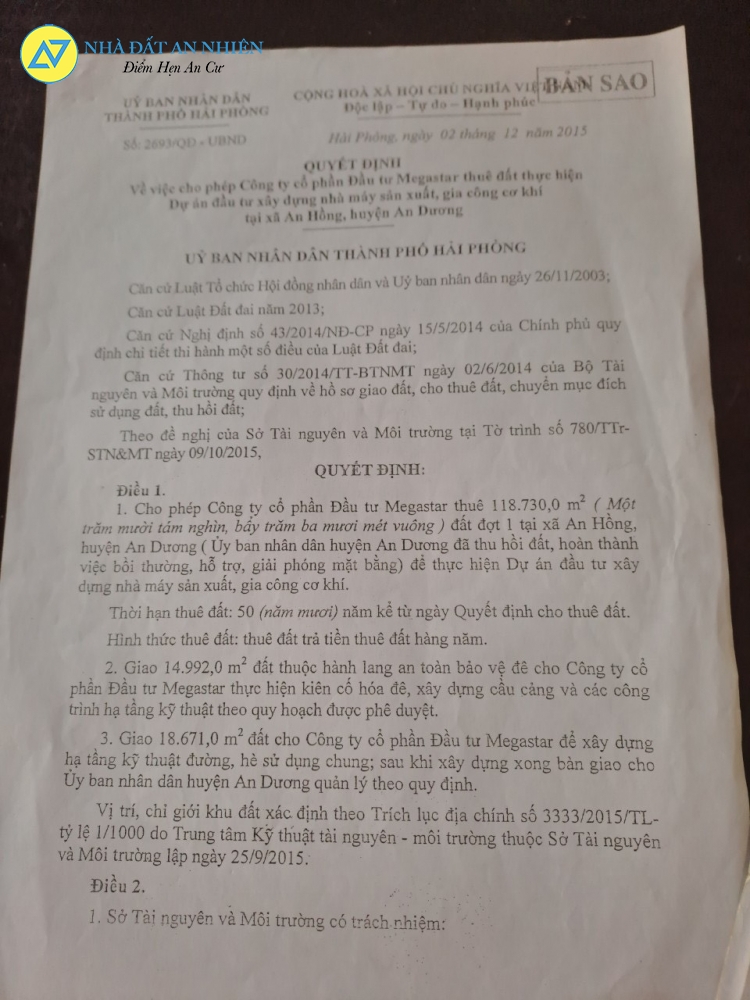 NHÀ ĐẤT AN NHIÊN
Điểm Hẹn An Cư
BẢN SAO
UỶ BAN NHÂN DÂN
THÀNH PHỐ HẢI PHÒNG
CỘNG HOÀ XÃ HỘI CHỦ NGHĨA VIỆT
Độc lập – Tự do – Hạnh phúc
Số: 2693/QĐ - UBND
Hải Phòng, ngày 02 tháng 12 năm 2015
QUYẾT ĐỊNH
Về việc cho phép Công ty cổ phần Đầu tư Megastar thuê đất thực hiện
Dự án đầu tư xây dựng nhà máy sản xuất, gia công cơ khí
tại xã An Hồng, huyện An Dương
UỶ BAN NHÂN DÂN THÀNH PHỐ HẢI PHÒNG
Căn cứ Luật Tổ chức Hội đồng nhân dân và Uỷ ban nhân dân ngày 26/11/2003;
Căn cứ Luật Đất đai năm 2013;
Căn cứ Nghị định số 43/2014/NĐ-CP ngày 15/5/2014 của Chính phủ quy
định chi tiết thi hành một số điều của Luật Đất đai;
Căn cứ Thông tư số 30/2014/TT-BTNMT ngày 02/6/2014 của Bộ Tài
nguyên và Môi trường quy định về hồ sơ giao đất, cho thuê đất, chuyển mục đích
sử dụng đất, thu hồi đất;
Theo đề nghị của Sở Tài nguyên và Môi trường tại Tờ trình số 780/TTr-
STN&MT ngày 09/10/2015,
QUYẾT ĐỊNH:
Điều 1.
1. Cho phép Công ty cổ phần Đầu tư Megastar thuê 118.730,0 m² ( Một
trăm mười tám nghìn, bẩy trăm ba mươi mét vuông ) đất đợt 1 tại xã An Hồng,
huyện An Dương ( Ủy ban nhân dân huyện An Dương đã thu hồi đất, hoàn thành
việc bồi thường, hỗ trợ, giải phóng mặt bằng) để thực hiện Dự án đầu tư xây
dựng nhà máy sản xuất, gia công cơ khí.
Thời hạn thuê đất: 50 (năm mươi) năm kể từ ngày Quyết định cho thuê đất.
Hình thức thuê đất: thuê đất trả tiền thuê đất hàng năm.
2. Giao 14.992,0 m² đất thuộc hành lang an toàn bảo vệ đê cho Công ty cổ
phần Đầu tư Megastar thực hiện kiên cố hóa đê, xây dựng cầu cảng và các công
trình hạ tầng kỹ thuật theo quy hoạch được phê duyệt.
3. Giao 18.671,0 m² đất cho Công ty cổ phần Đầu tư Megastar để xây dựng
hạ tầng kỹ thuật đường, hè sử dụng chung; sau khi xây dựng xong bàn giao cho
Ủy ban nhân dân huyện An Dương quản lý theo quy định.
Vị trí, chỉ giới khu đất xác định theo Trích lục địa chính số 3333/2015/TL-
tỷ lệ 1/1000 do Trung tâm Kỹ thuật tài nguyên - môi trường thuộc Sở Tài nguyên
và Môi trường lập ngày 25/9/2015.
Điều 2.
1. Sở Tài nguyên và Môi trường có trách nhiệm: